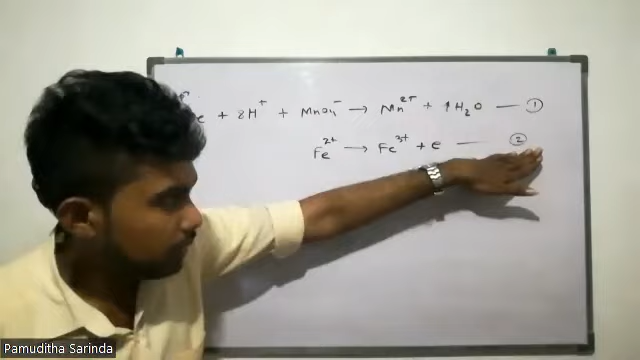 e + 8H⁺ + MnO₄⁻ → Mn²⁺ + 4H₂O — ①
Fe²⁺ → Fe³⁺ + e — ②
Pamuditha Sarinda